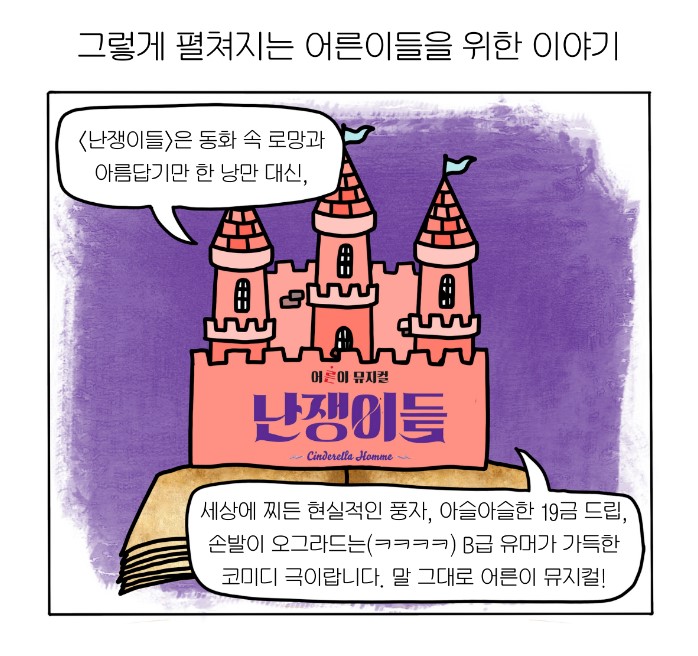 그렇게 펼쳐지는 어른이들을 위한 이야기
<난쟁이들>은 동화 속 로망과
아름답기만 한 낭만 대신,
어른이 뮤지컬
난쟁이들
~ Cinderella Homme ~
세상에 찌든 현실적인 풍자, 아슬아슬한 19금 드립,
손발이 오그라드는(ㅋㅋㅋㅋ) B급 유머가 가득한
코미디 극이랍니다. 말 그대로 어른이 뮤지컬!